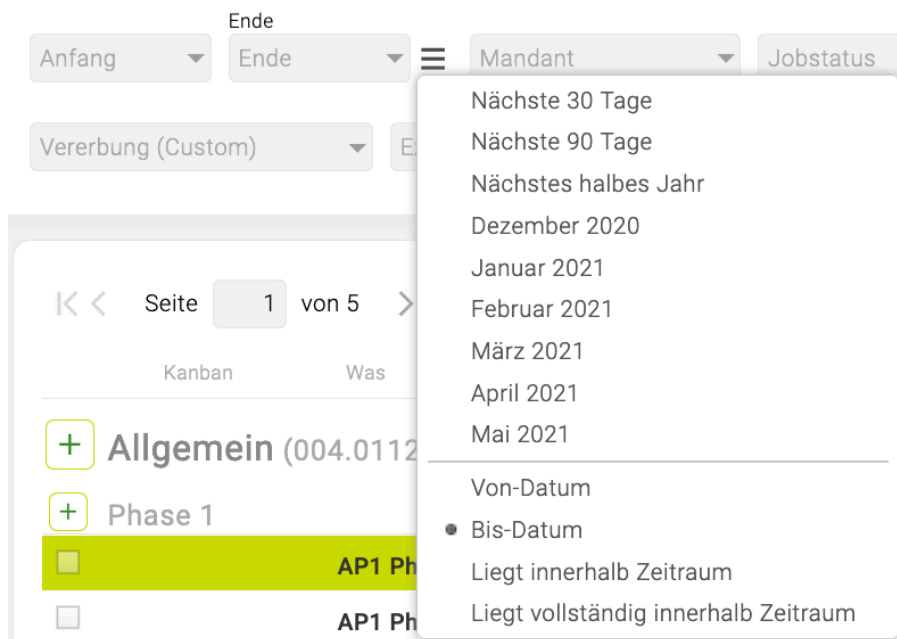 Ende
Anfang
Ende
Mandant
Jobstatus
Vererbung (Custom)
Nächste 30 Tage
Nächste 90 Tage
Nächstes halbes Jahr
Dezember 2020
Januar 2021
Februar 2021
März 2021
April 2021
Mai 2021
Von-Datum
Bis-Datum
Liegt innerhalb Zeitraum
Liegt vollständig innerhalb Zeitraum
Seite 1 von 5
Kanban Was
Allgemein (004.0112
Phase 1
AP1 Ph
AP1 Ph